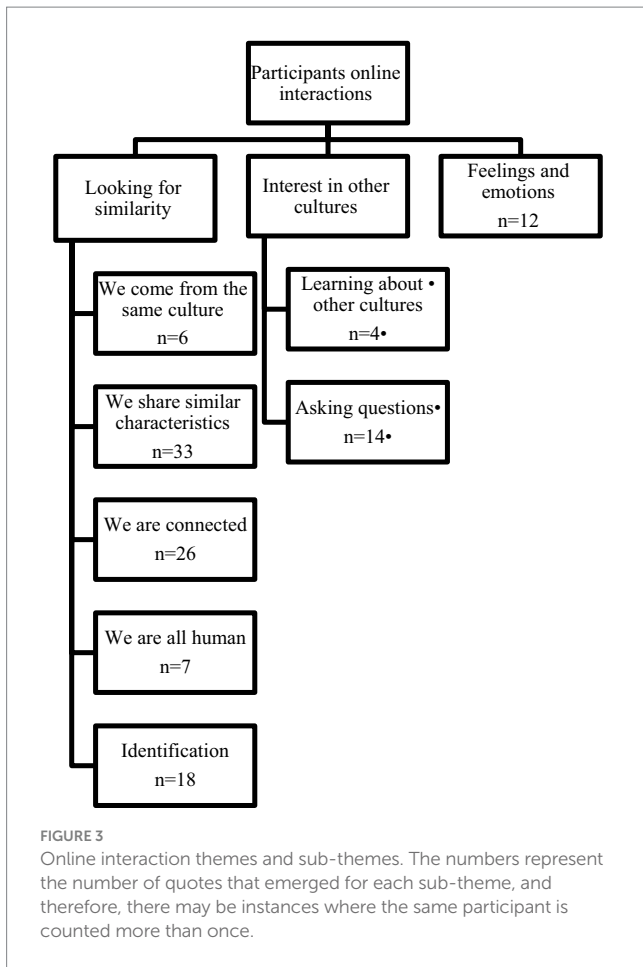 Participants online
interactions
Looking for
similarity
Interest in other
cultures
Feelings and
emotions
n=12
We come from the
same culture
n=6
We share similar
characteristics
n=33
We are connected
n=26
We are all human
n=7
Identification
n=18
Learning about •
other cultures
n=4•
Asking questions•
n=14•
FIGURE 3
Online interaction themes and sub-themes. The numbers represent
the number of quotes that emerged for each sub-theme, and
therefore, there may be instances where the same participant is
counted more than once.